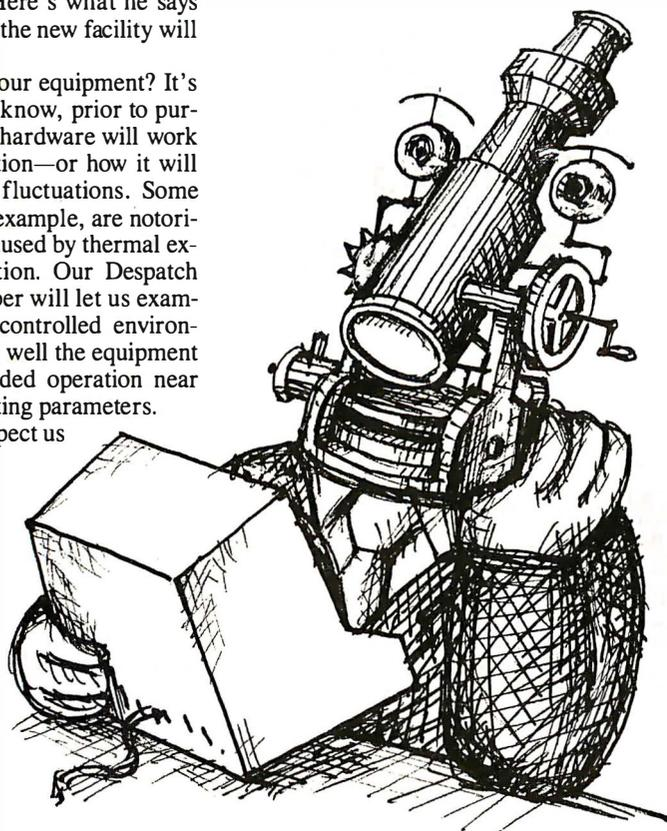 Here's what he says
the new facility will
our equipment? It's
know, prior to pur-
hardware will work
tion—or how it will
fluctuations. Some
example, are notori-
used by thermal ex-
tion. Our Despatch
ber will let us exam-
controlled environ-
well the equipment
ded operation near
ting parameters.
pect us